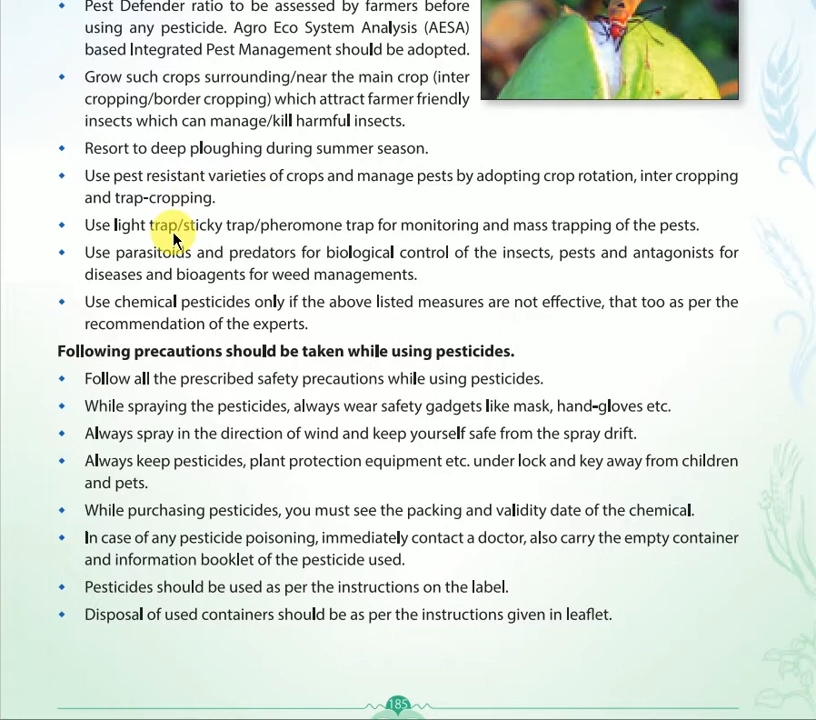 Pest Defender ratio to be assessed by farmers before
using any pesticide. Agro Eco System Analysis (AESA)
based Integrated Pest Management should be adopted.
Grow such crops surrounding/near the main crop (inter
cropping/border cropping) which attract farmer friendly
insects which can manage/kill harmful insects.
Resort to deep ploughing during summer season.
Use pest resistant varieties of crops and manage pests by adopting crop rotation, inter cropping
and trap-cropping.
Use light trap/sticky trap/pheromone trap for monitoring and mass trapping of the pests.
Use parasitoids and predators for biological control of the insects, pests and antagonists for
diseases and bioagents for weed managements.
Use chemical pesticides only if the above listed measures are not effective, that too as per the
recommendation of the experts.
Following precautions should be taken while using pesticides.
Follow all the prescribed safety precautions while using pesticides.
While spraying the pesticides, always wear safety gadgets like mask, hand-gloves etc.
Always spray in the direction of wind and keep yourself safe from the spray drift.
Always keep pesticides, plant protection equipment etc. under lock and key away from children
and pets.
While purchasing pesticides, you must see the packing and validity date of the chemical.
In case of any pesticide poisoning, immediately contact a doctor, also carry the empty container
and information booklet of the pesticide used.
Pesticides should be used as per the instructions on the label.
Disposal of used containers should be as per the instructions given in leaflet.
185